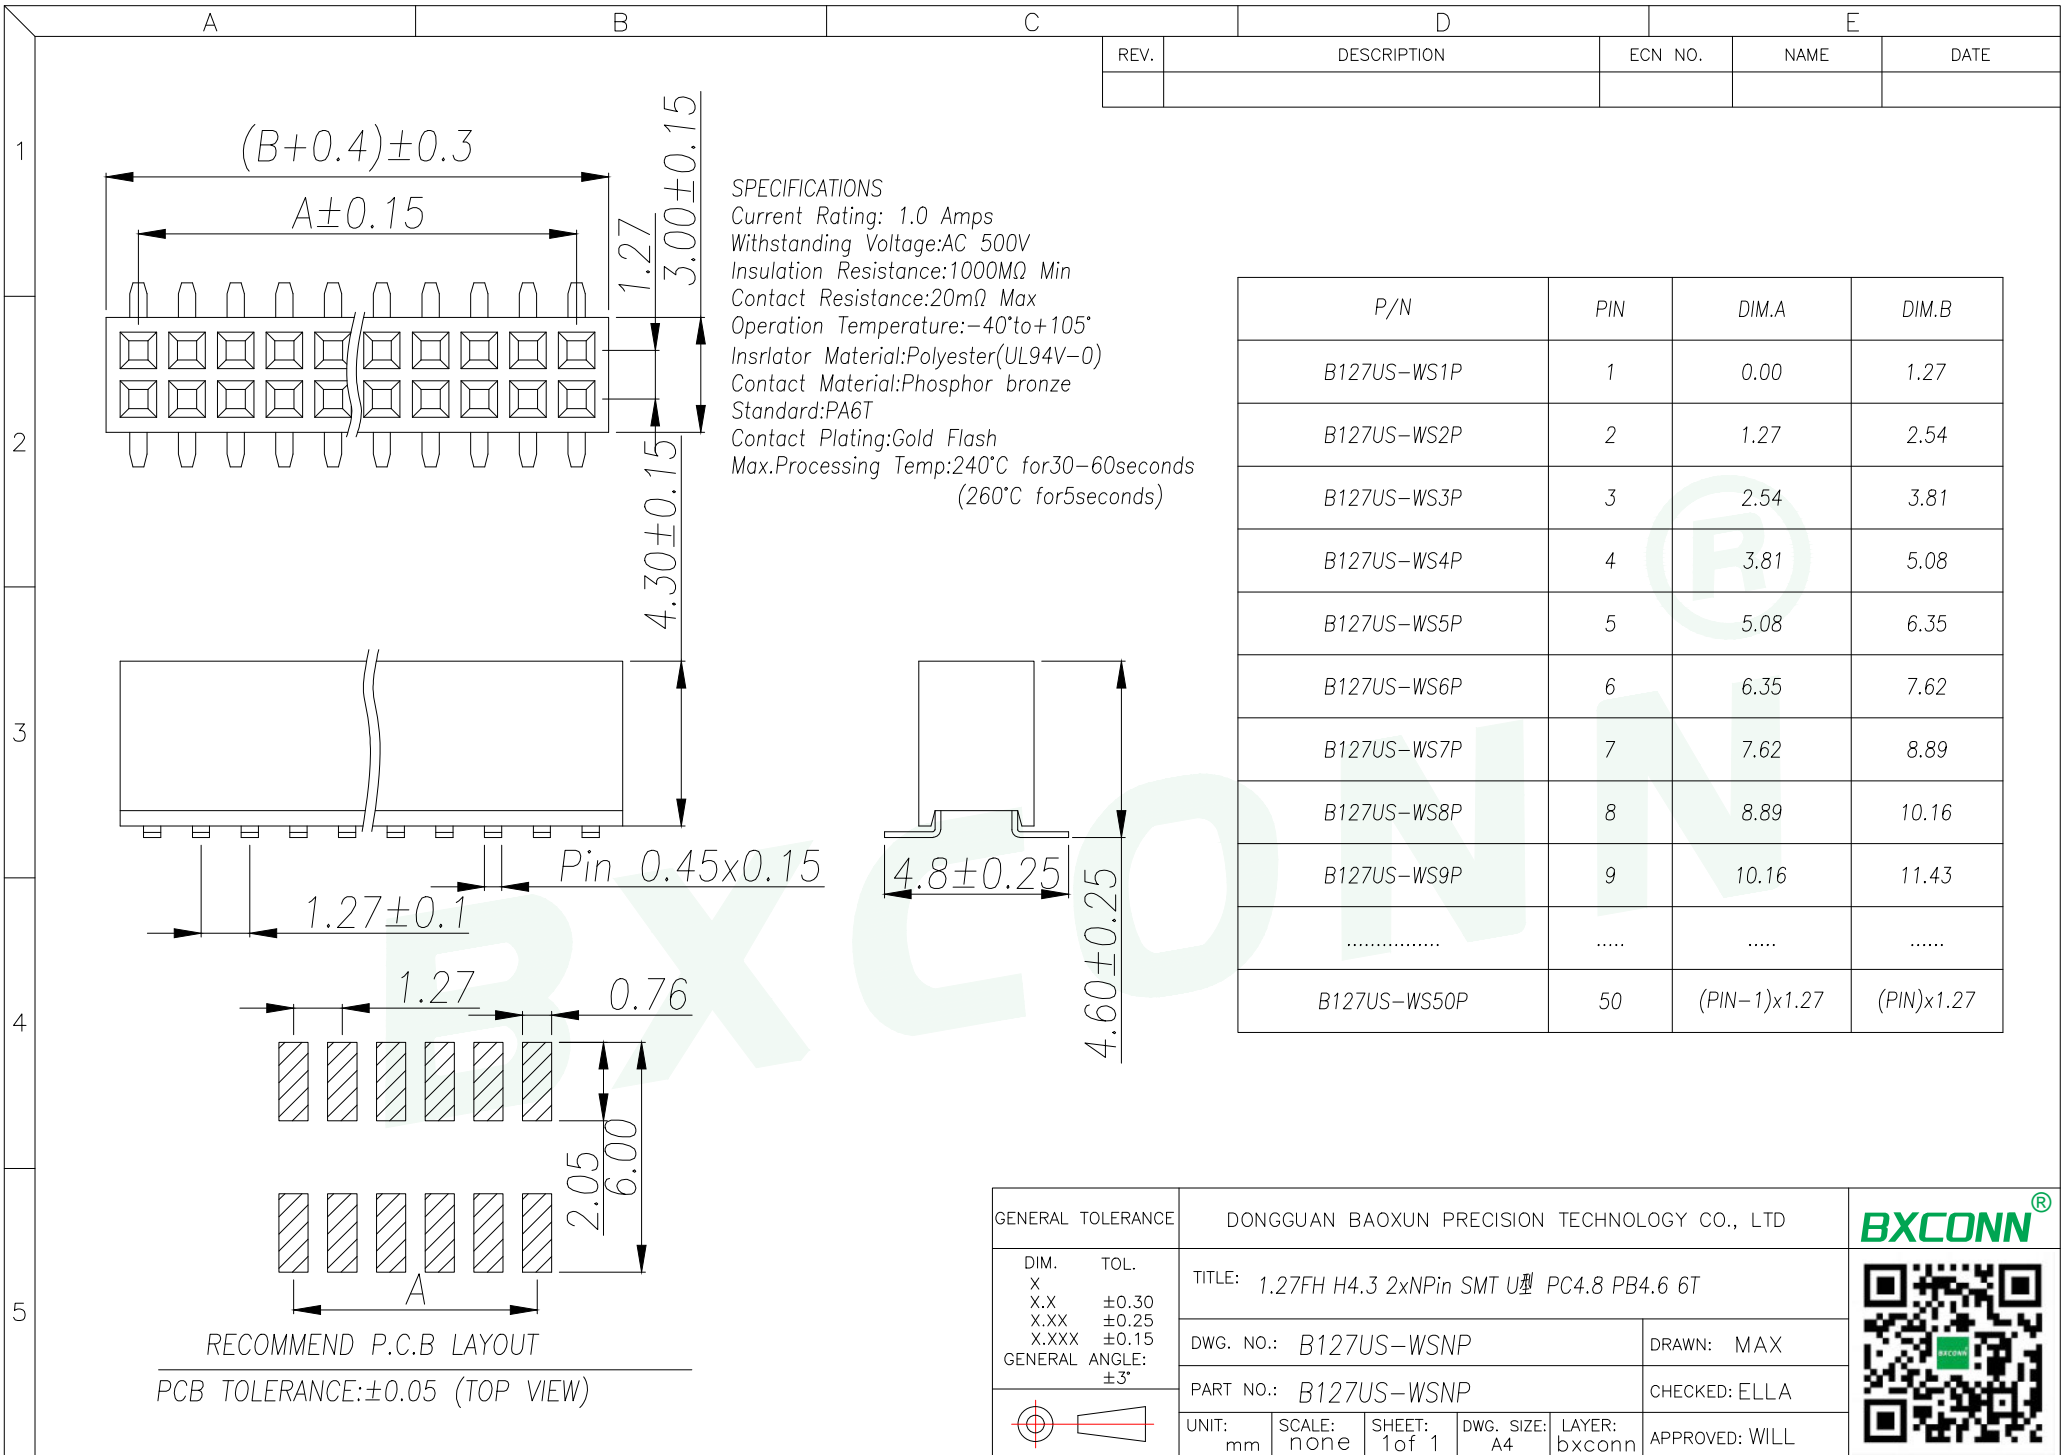 A B C D E
REV. DESCRIPTION ECN NO. NAME DATE
1
2
3
4
5
(B+0.4)±0.3
A±0.15
1.27
3.00±0.15
SPECIFICATIONS
Current Rating: 1.0 Amps
Withstanding Voltage:AC 500V
Insulation Resistance:1000MΩ Min
Contact Resistance:20mΩ Max
Operation Temperature:-40°to+105°
Insrlator Material:Polyester(UL94V-0)
Contact Material:Phosphor bronze
Standard:PA6T
Contact Plating:Gold Flash
Max.Processing Temp:240°C for30-60seconds
(260°C for5seconds)
P/N PIN DIM.A DIM.B
B127US-WS1P 1 0.00 1.27
B127US-WS2P 2 1.27 2.54
B127US-WS3P 3 2.54 3.81
B127US-WS4P 4 3.81 5.08
B127US-WS5P 5 5.08 6.35
B127US-WS6P 6 6.35 7.62
B127US-WS7P 7 7.62 8.89
B127US-WS8P 8 8.89 10.16
B127US-WS9P 9 10.16 11.43
................ ..... ..... ......
B127US-WS50P 50 (PIN-1)x1.27 (PIN)x1.27
4.30±0.15
Pin 0.45x0.15
1.27±0.1
4.8±0.25
4.60±0.25
BXCONN®
1.27
0.76
2.05
6.00
A
RECOMMEND P.C.B LAYOUT
PCB TOLERANCE:±0.05 (TOP VIEW)
GENERAL TOLERANCE
DIM. TOL.
X
X.X ±0.30
X.XX ±0.25
X.XXX ±0.15
GENERAL ANGLE:
±3°
DONGGUAN BAOXUN PRECISION TECHNOLOGY CO., LTD
TITLE: 1.27FH H4.3 2xNPin SMT U型 PC4.8 PB4.6 6T
DWG. NO.: B127US-WSNP
DRAWN: MAX
PART NO.: B127US-WSNP
CHECKED: ELLA
UNIT: mm
SCALE: none
SHEET: 1of 1
DWG. SIZE: A4
LAYER: bxconn
APPROVED: WILL
BXCONN®
BXCONN